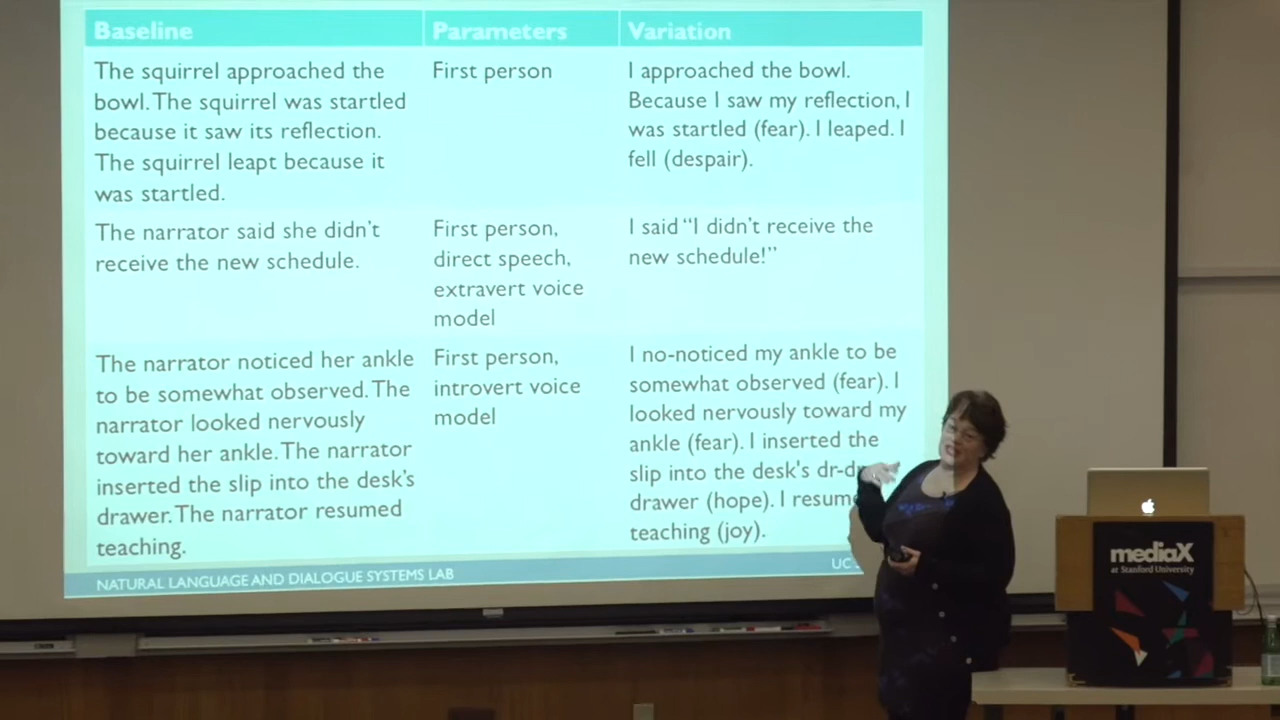 Baseline
Parameters
Variation
The squirrel approached the
bowl. The squirrel was startled
because it saw its reflection.
The squirrel leapt because it
was startled.
First person
I approached the bowl.
Because I saw my reflection, I
was startled (fear). I leaped. I
fell (despair).
The narrator said she didn't
receive the new schedule.
First person,
direct speech,
extravert voice
model
I said "I didn't receive the
new schedule!"
The narrator noticed her ankle
to be somewhat observed. The
narrator looked nervously
toward her ankle. The narrator
inserted the slip into the desk's
drawer. The narrator resumed
teaching.
First person,
introvert voice
model
I no-noticed my ankle to be
somewhat observed (fear). I
looked nervously toward my
ankle (fear). I inserted the
slip into the desk's
drawer (hope). I
teaching (joy).
NATURAL LANGUAGE AND DIALOGUE SYSTEMS LAB
UC
mediaX
at Stanford University